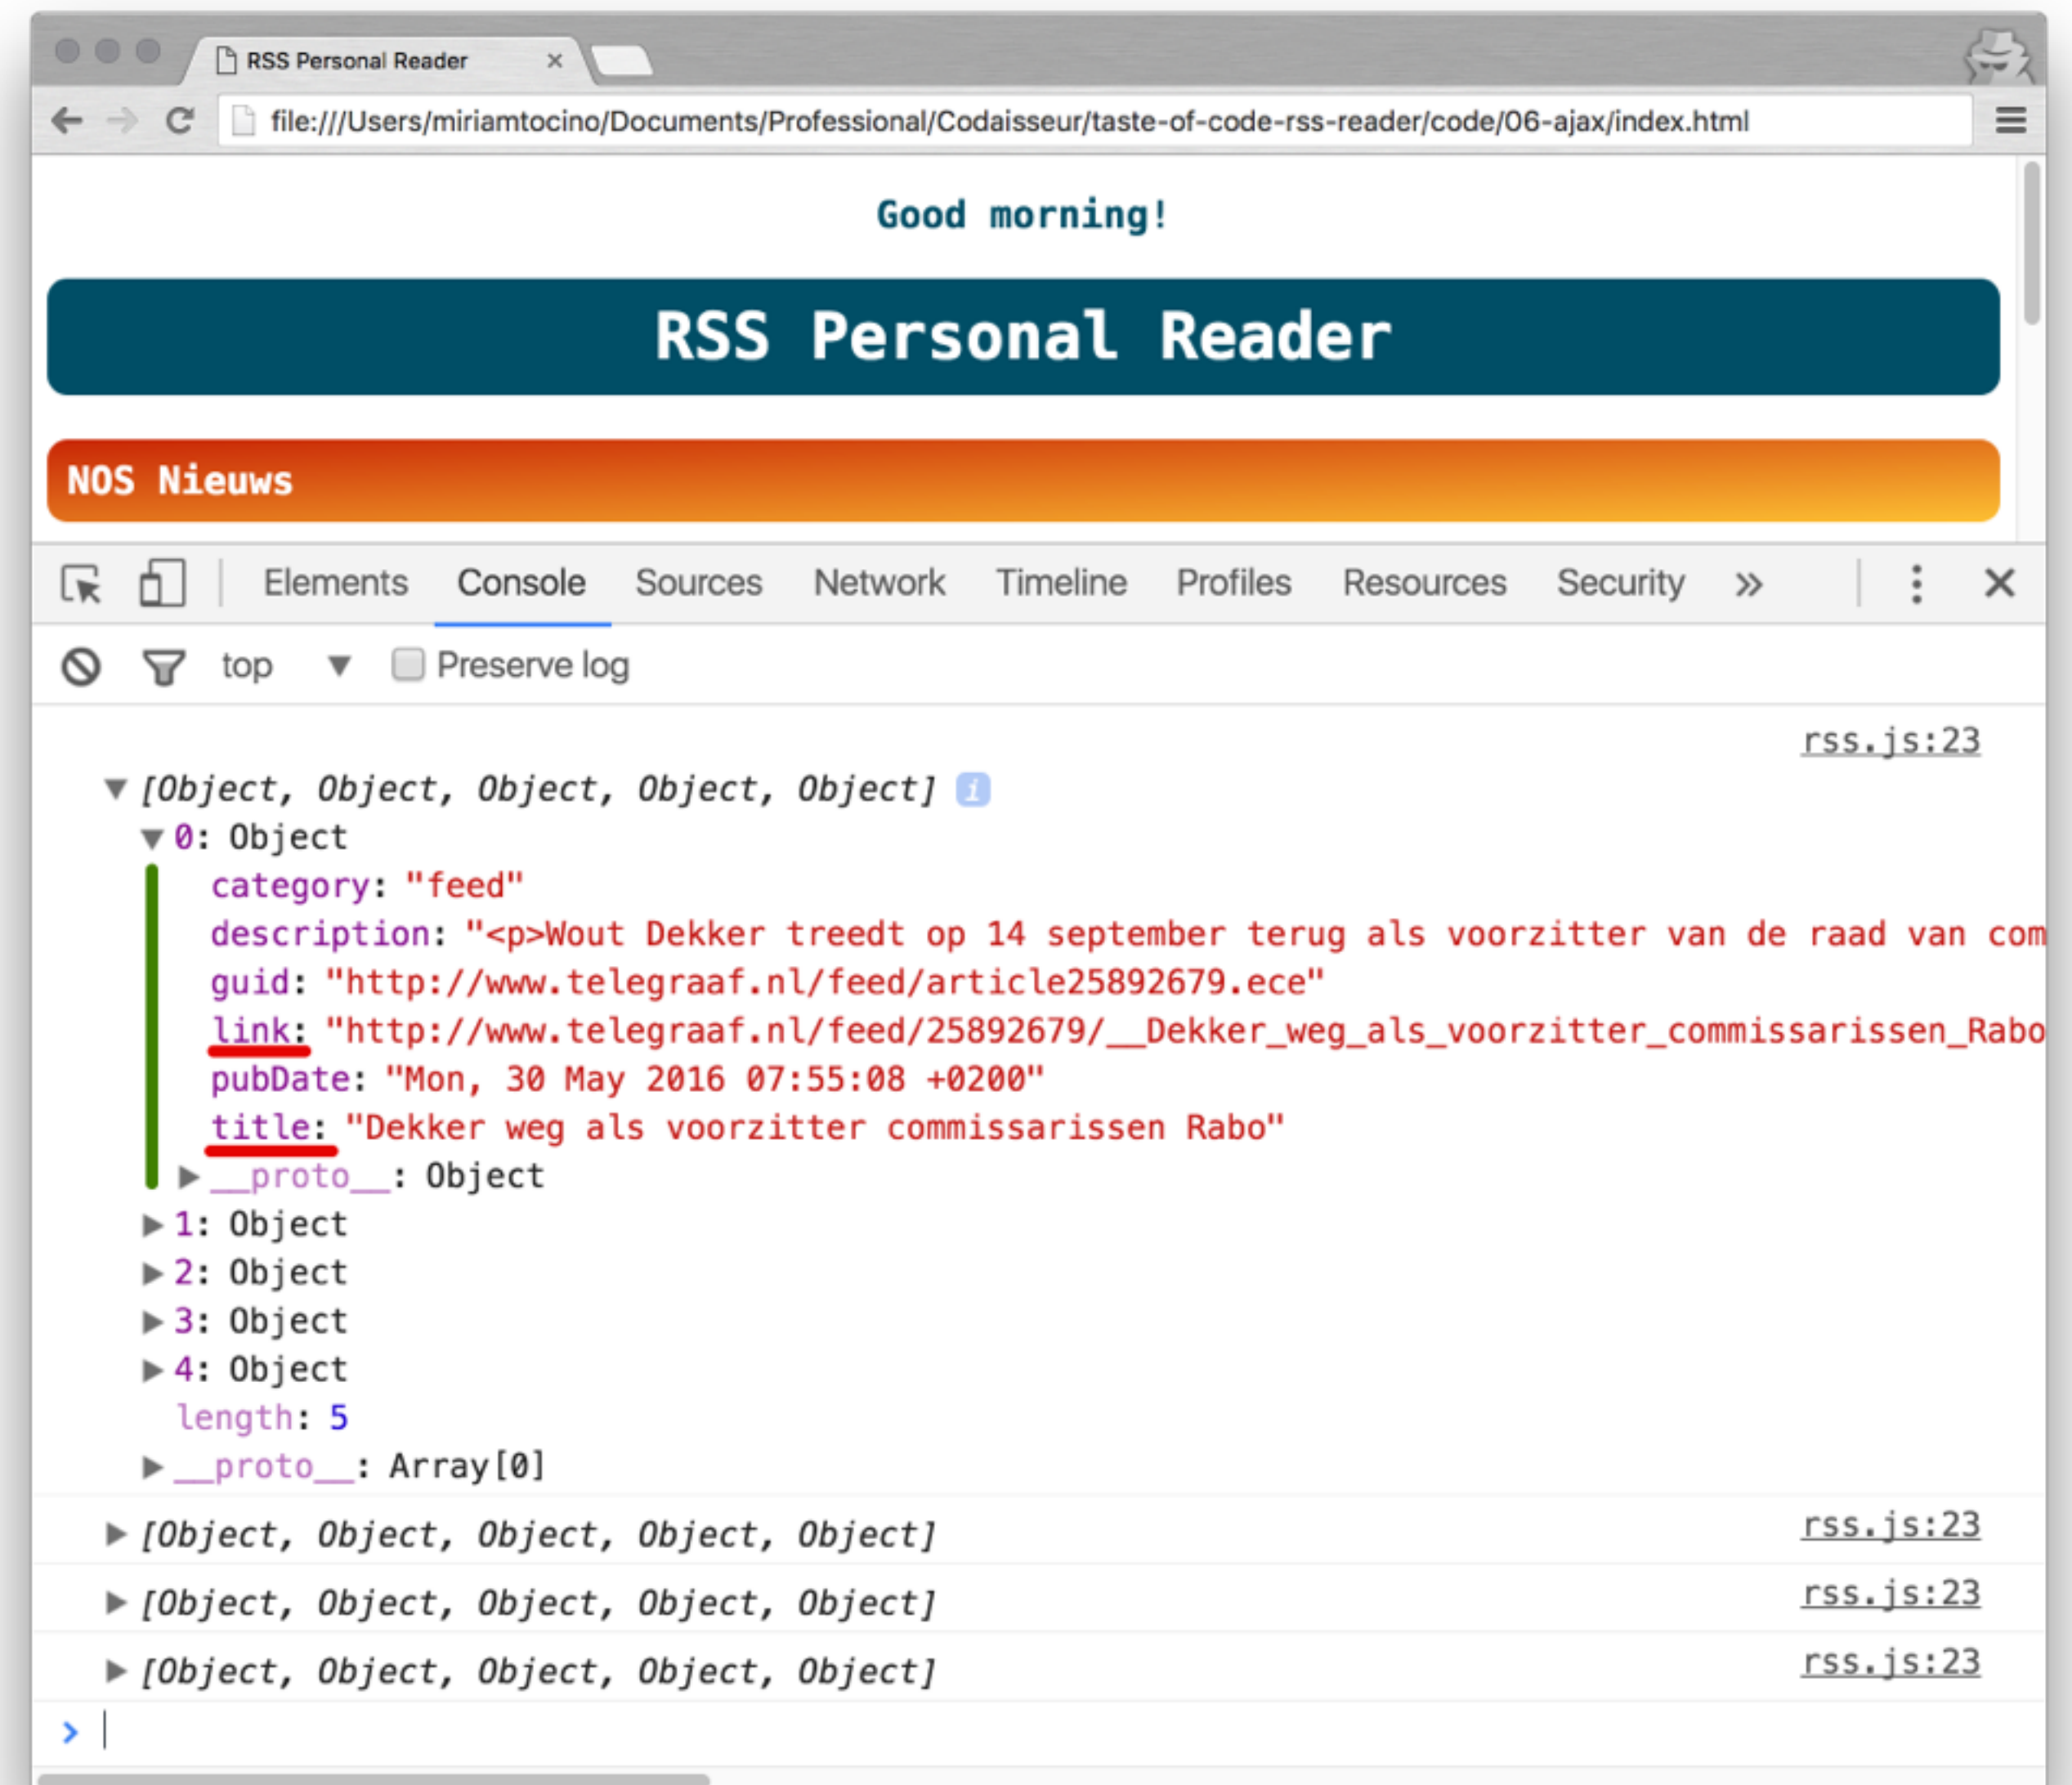 RSS Personal Reader
file:///Users/miriamtocino/Documents/Professional/Codaisseur/taste-of-code-rss-reader/code/06-ajax/index.html
Good morning!
RSS Personal Reader
NOS Nieuws
Elements Console Sources Network Timeline Profiles Resources Security »
top Preserve log
rss.js:23
[Object, Object, Object, Object, Object] i
0: Object
category: "feed"
description: "<p>Wout Dekker treedt op 14 september terug als voorzitter van de raad van com
guid: "http://www.telegraaf.nl/feed/article25892679.ece"
link: "http://www.telegraaf.nl/feed/25892679/__Dekker_weg_als_voorzitter_commissarissen_Rabo
pubDate: "Mon, 30 May 2016 07:55:08 +0200"
title: "Dekker weg als voorzitter commissarissen Rabo"
__proto__: Object
1: Object
2: Object
3: Object
4: Object
length: 5
__proto__: Array[0]
[Object, Object, Object, Object, Object] rss.js:23
[Object, Object, Object, Object, Object] rss.js:23
[Object, Object, Object, Object, Object] rss.js:23